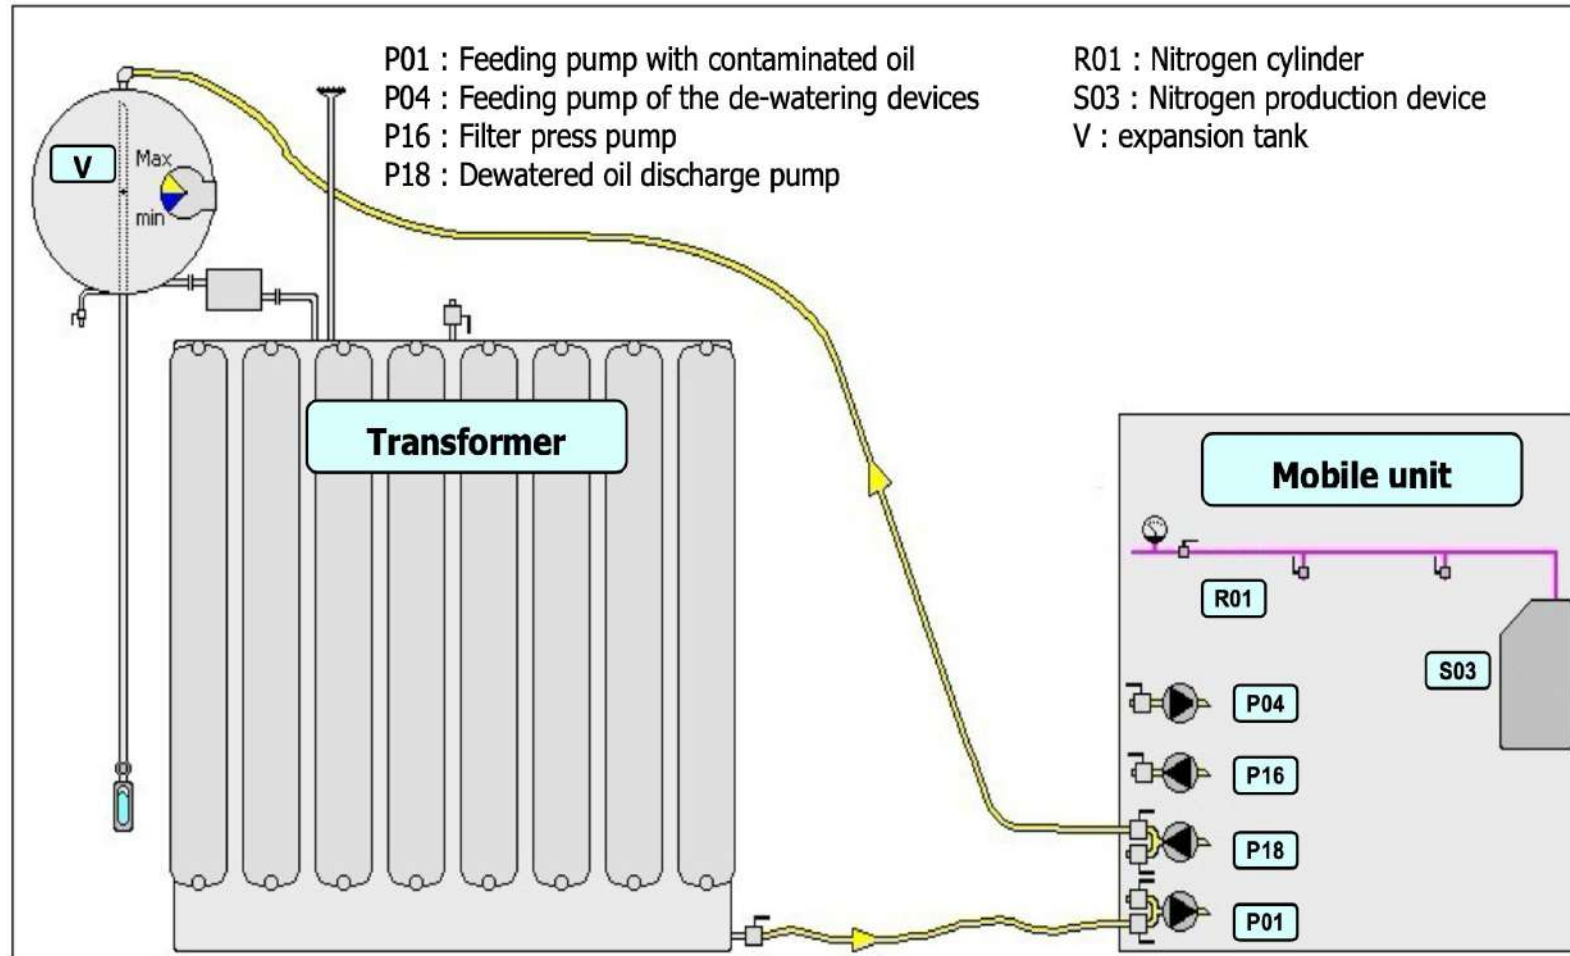 P01 : Feeding pump with contaminated oil
P04 : Feeding pump of the de-watering devices
P16 : Filter press pump
P18 : Dewatered oil discharge pump
R01 : Nitrogen cylinder
S03 : Nitrogen production device
V : expansion tank
V
Max
min
Transformer
Mobile unit
R01
S03
P04
P16
P18
P01